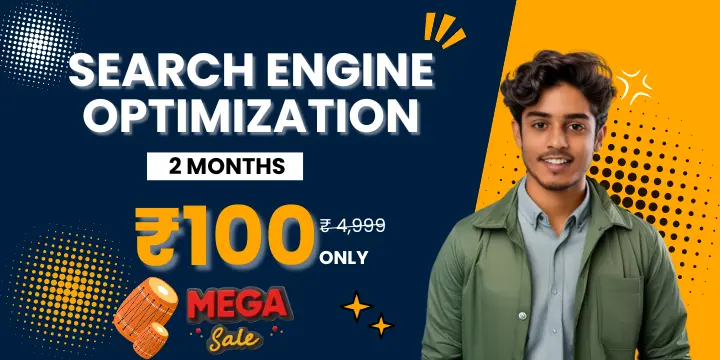 SEARCH ENGINE
OPTIMIZATION
2 MONTHS
₹100
₹ 4,999
ONLY
MEGA
Sale